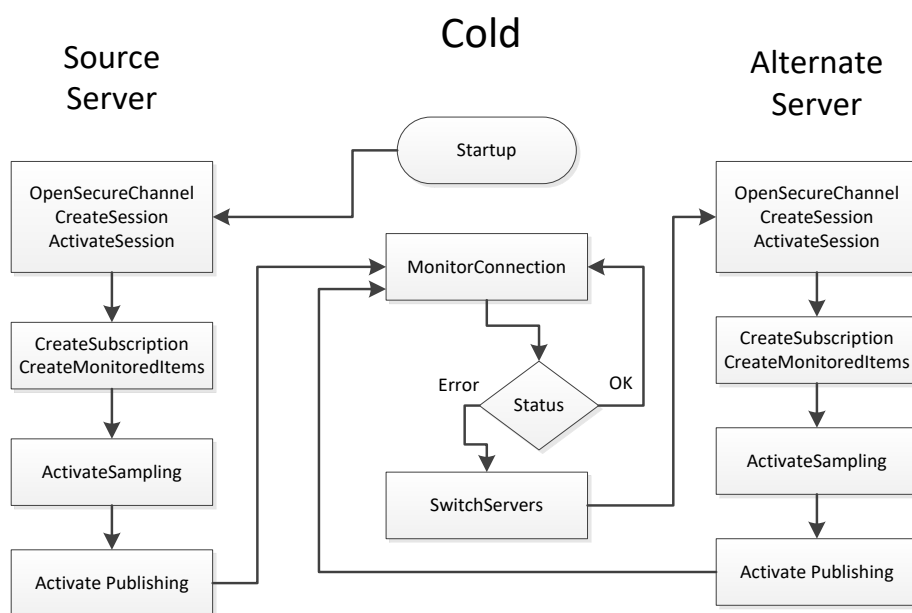 Cold
Source
Server
Alternate
Server
Startup
OpenSecureChannel
CreateSession
ActivateSession
CreateSubscription
CreateMonitoredItems
ActivateSampling
Activate Publishing
MonitorConnection
Error
Status
OK
SwitchServers
OpenSecureChannel
CreateSession
ActivateSession
CreateSubscription
CreateMonitoredItems
ActivateSampling
Activate Publishing